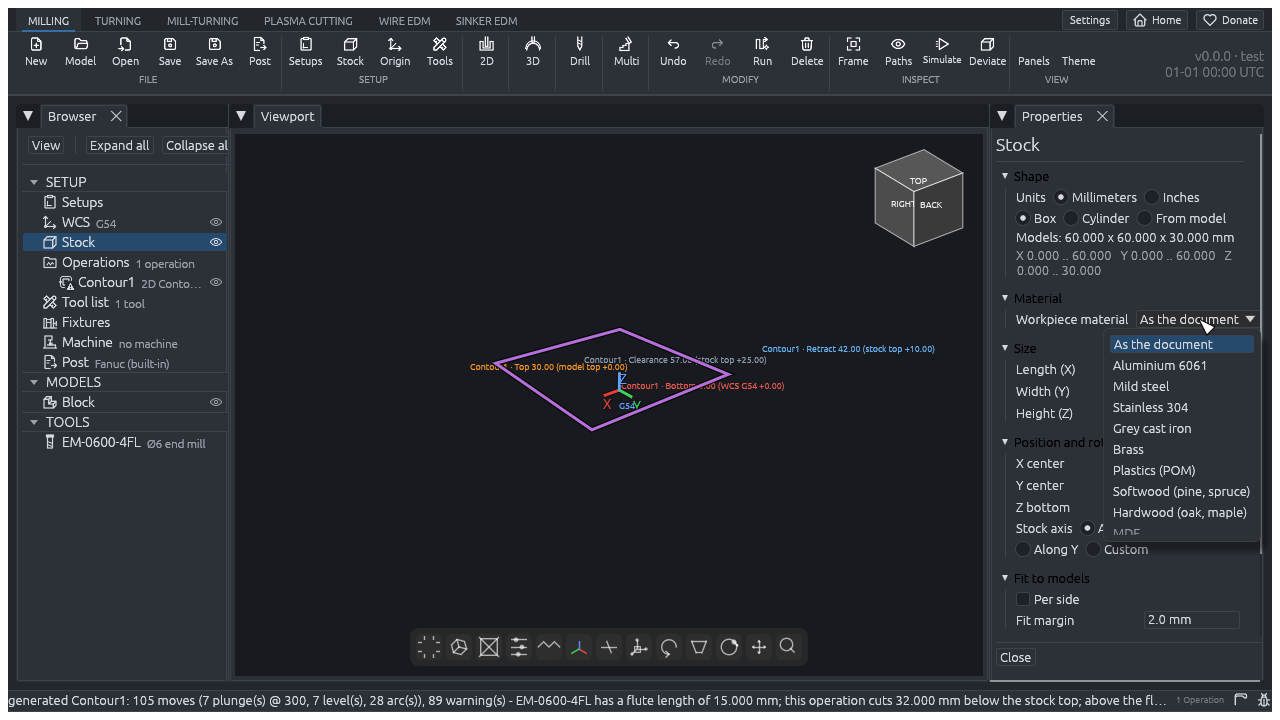 MILLING TURNING MILL-TURNING PLASMA CUTTING WIRE EDM SINKER EDM Settings Home Donate
New Model Open Save Save As Post Setups Stock Origin Tools 2D 3D Drill Multi Undo Redo Run Delete Frame Paths Simulate Deviate Panels Theme
FILE SETUP MODIFY INSPECT VIEW
v0.0.0 · test
01-01 00:00 UTC
Browser
View Expand all Collapse al
SETUP
Setups
WCS G54
Stock
Operations 1 operation
Contour1 2D Conto...
Tool list 1 tool
Fixtures
Machine no machine
Post Fanuc (built-in)
MODELS
Block
TOOLS
EM-0600-4FL Ø6 end mill
Viewport
TOP
RIGHT BACK
Contour1 · Retract 42.00 (stock top +10.00)
Contour1 · Clearance 57.00 (stock top +25.00)
Contour1 · Top 30.00 (model top +0.00)
Contour1 · Bottom 0.00 (WCS G54 +0.00)
Z
X G54 Y
Properties
Stock
Shape
Units Millimeters Inches
Box Cylinder From model
Models: 60.000 x 60.000 x 30.000 mm
X 0.000 .. 60.000 Y 0.000 .. 60.000 Z
0.000 .. 30.000
Material
Workpiece material As the document
As the document
Aluminium 6061
Mild steel
Stainless 304
Grey cast iron
Brass
Plastics (POM)
Softwood (pine, spruce)
Hardwood (oak, maple)
MDF
Size
Length (X)
Width (Y)
Height (Z)
Position and rot
X center
Y center
Z bottom
Stock axis A
Along Y Custom
Fit to models
Per side
Fit margin 2.0 mm
Close
generated Contour1: 105 moves (7 plunge(s) @ 300, 7 level(s), 28 arc(s)), 89 warning(s) - EM-0600-4FL has a flute length of 15.000 mm; this operation cuts 32.000 mm below the stock top; above the fl... 1 Operation